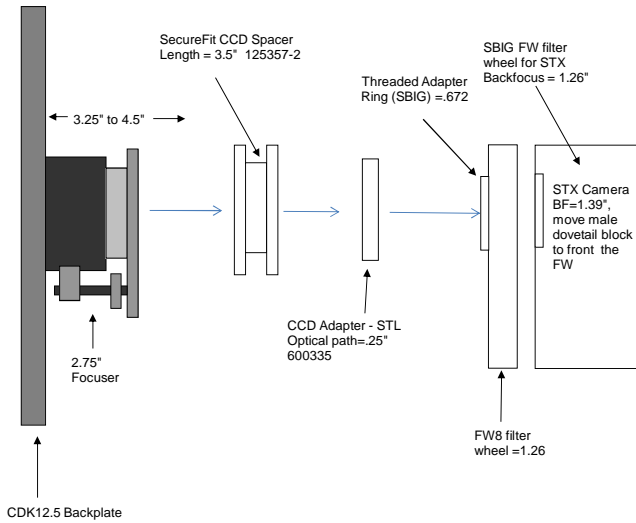 SecureFit CCD Spacer
Length = 3.5" 125357-2
SBIG FW filter
wheel for STX
Backfocus = 1.26"
Threaded Adapter
Ring (SBIG) =.672
3.25" to 4.5"
STX Camera
BF=1.39",
move male
dovetail block
to front the
FW
CCD Adapter - STL
Optical path=.25"
600335
2.75"
Focuser
FW8 filter
wheel =1.26
CDK12.5 Backplate